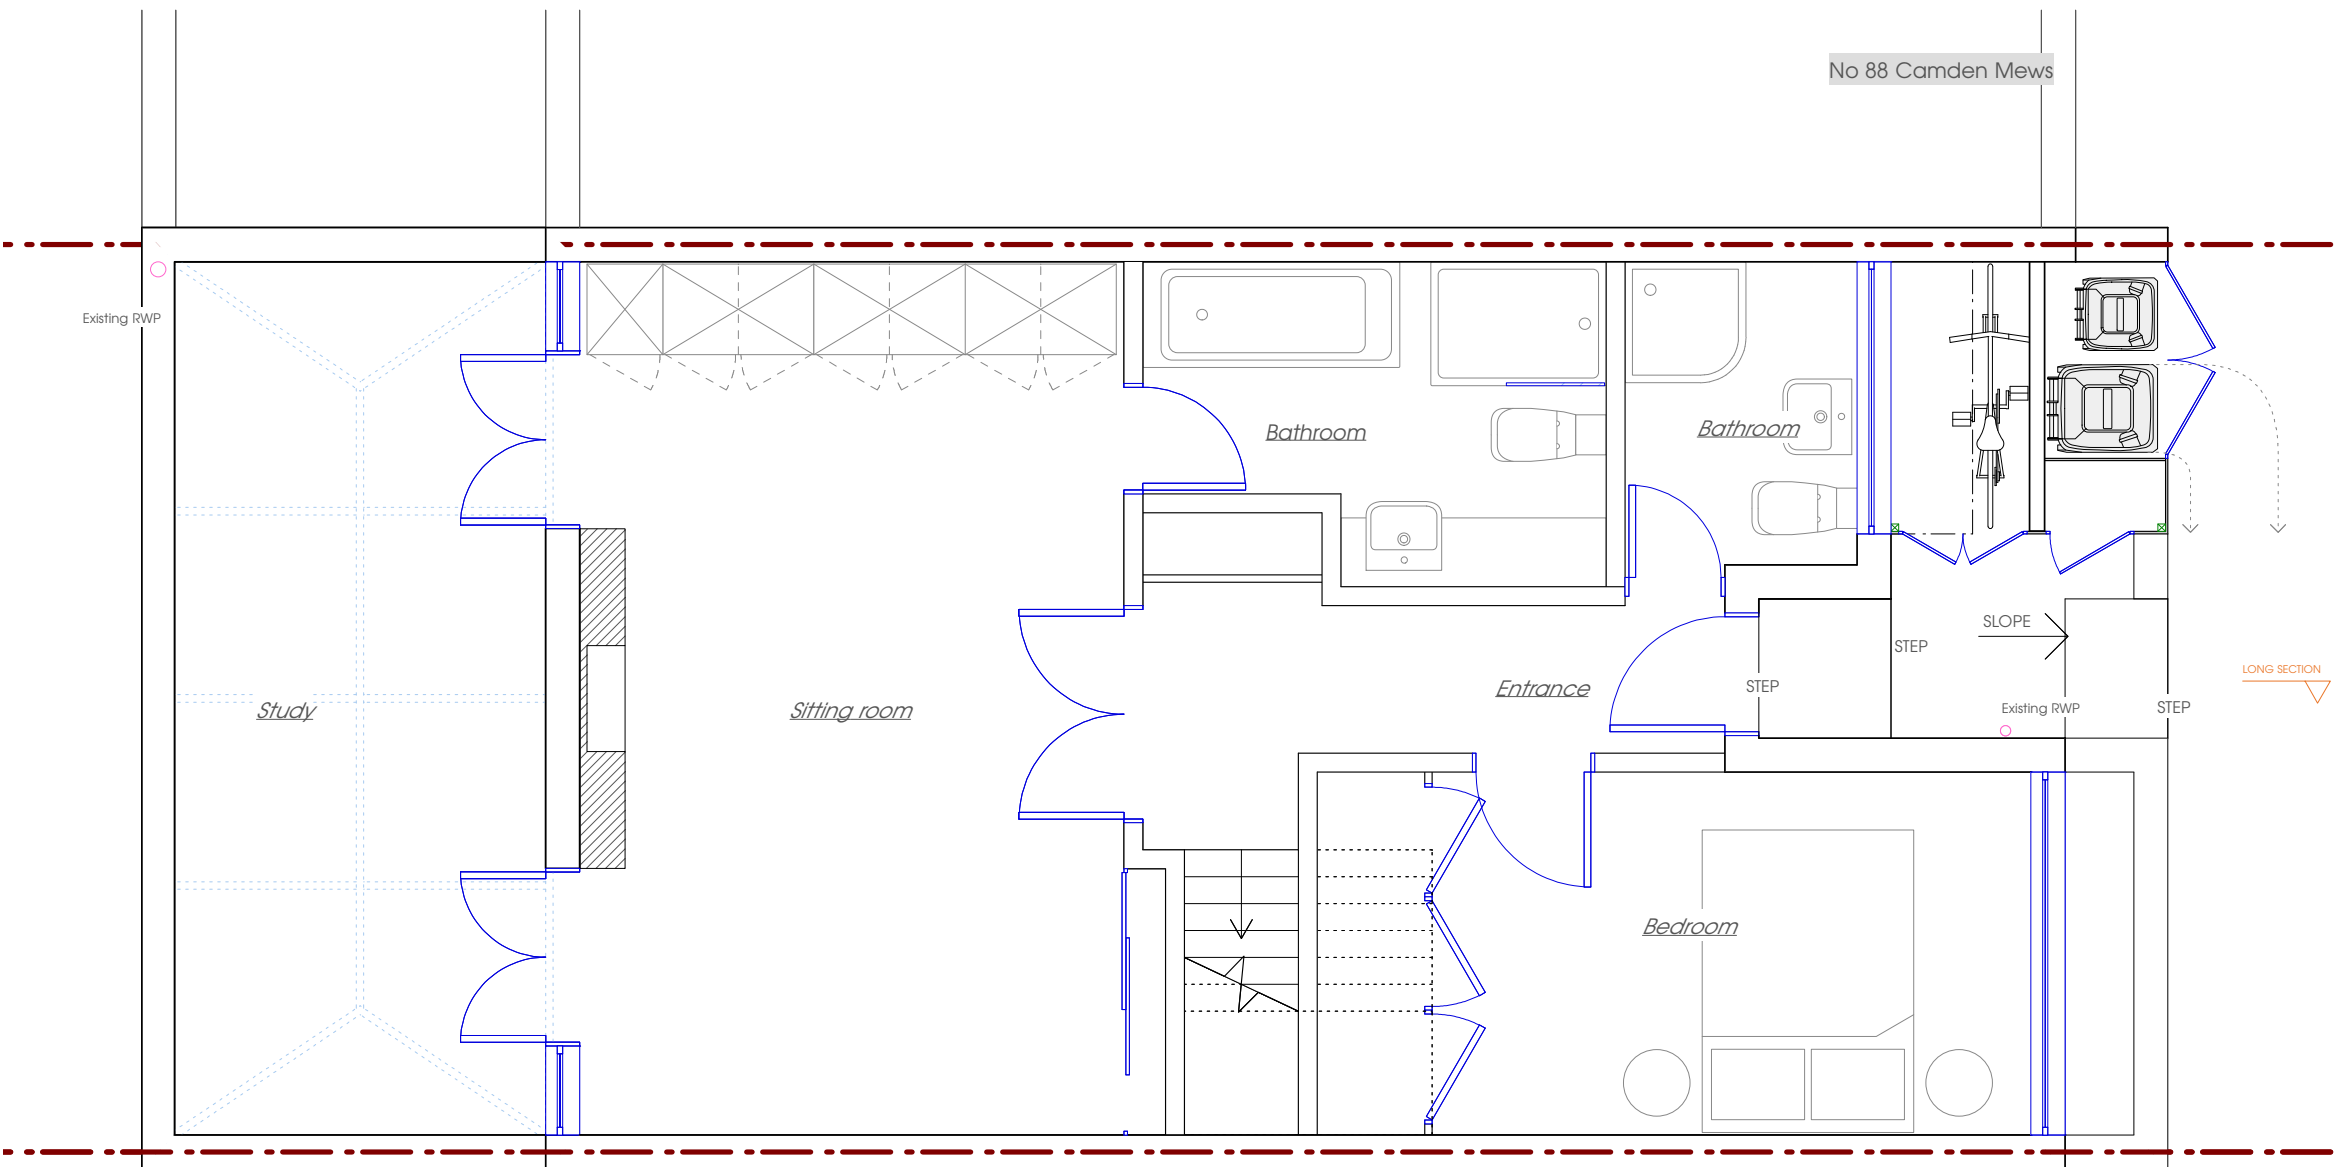 No 88 Camden Mews
Existing RWP
Bathroom
Bathroom
SLOPE
STEP
LONG SECTION
Entrance
STEP
Existing RWP
STEP
Study
Sitting room
Bedroom